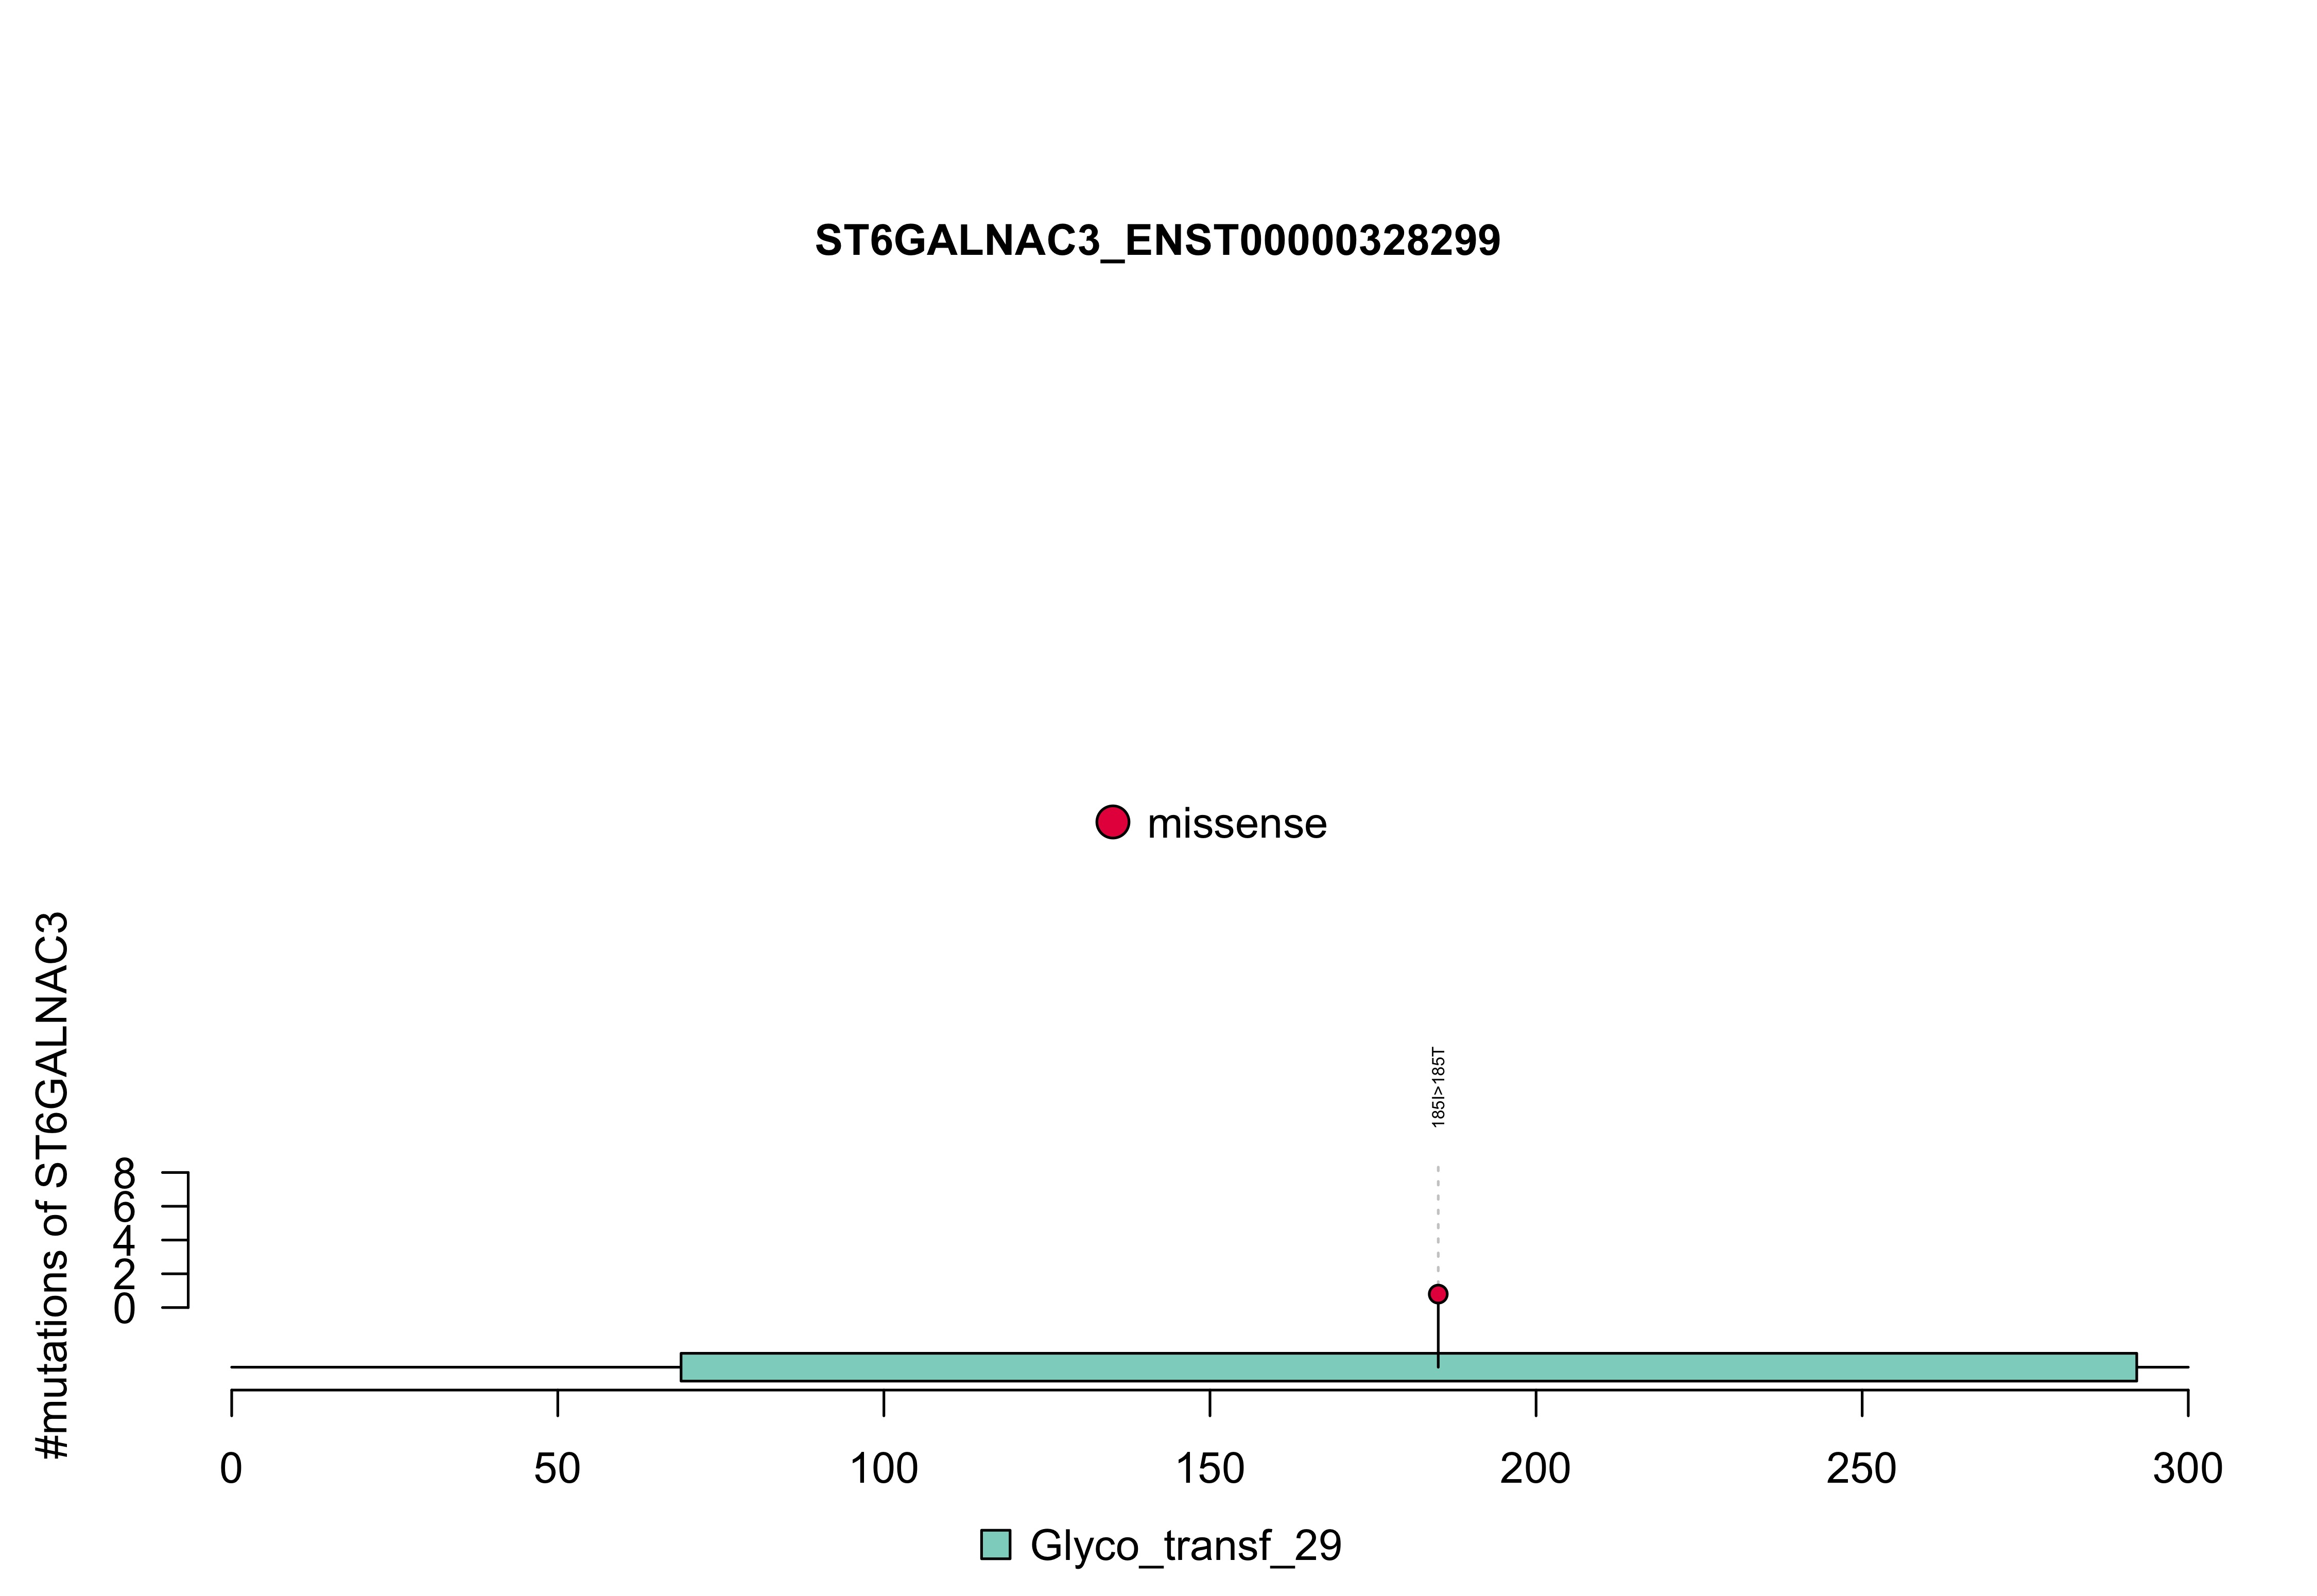 ST6GALNAC3_ENST00000328299
missense
#mutations of ST6GALNAC3
185I>185T
8
6
4
2
0
0 50 100 150 200 250 300
Glyco_transf_29